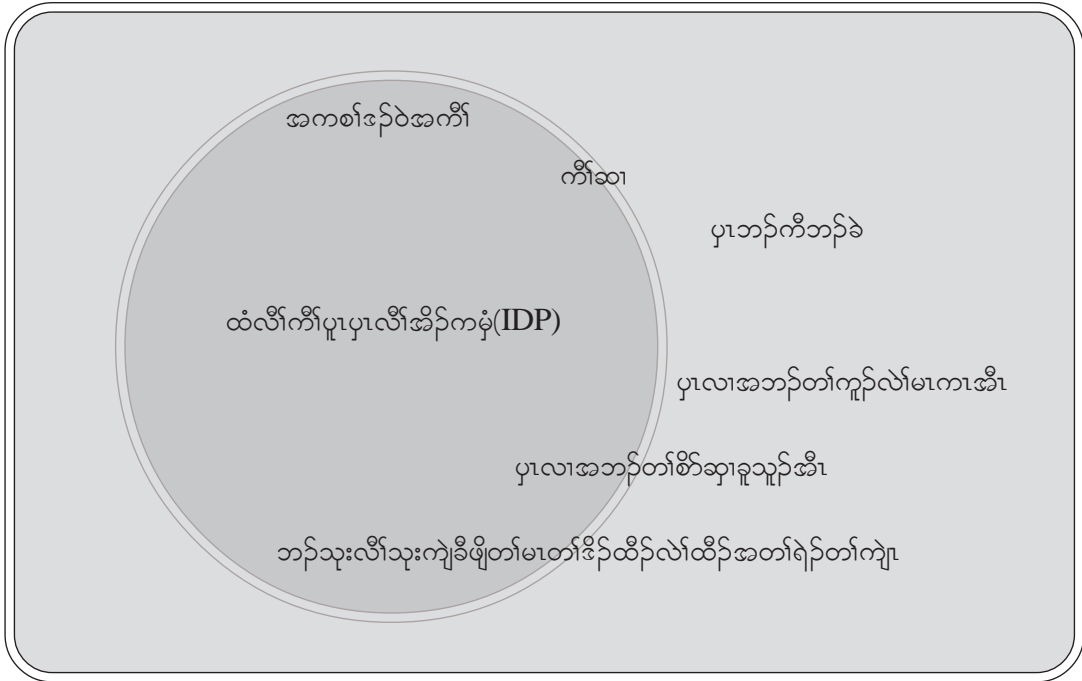 အကစၢ်ဒၣ်ဝဲအကီၢ်
ကီၢ်ဆၢ
ပှၤဘၣ်ကီဘၣ်ခဲ
ထံလီၢ်ကီၢ်ပူၤပှၤလီၢ်အိၣ်ကမှံ(IDP)
ပှၤလၢအဘၣ်တၢ်ကူၣ်လဲၢ်မၤကၤအီၤ
ပှၤလၢအဘၣ်တၢ်စိာ်ဆှၢခူသူၣ်အီၤ
ဘၣ်သုးလီၢ်သုးကျဲခီဖျိတၢ်မၤတၢ်ဒိၣ်ထီၣ်လဲၢ်ထီၣ်အတၢ်ရဲၣ်တၢ်ကျဲၤ